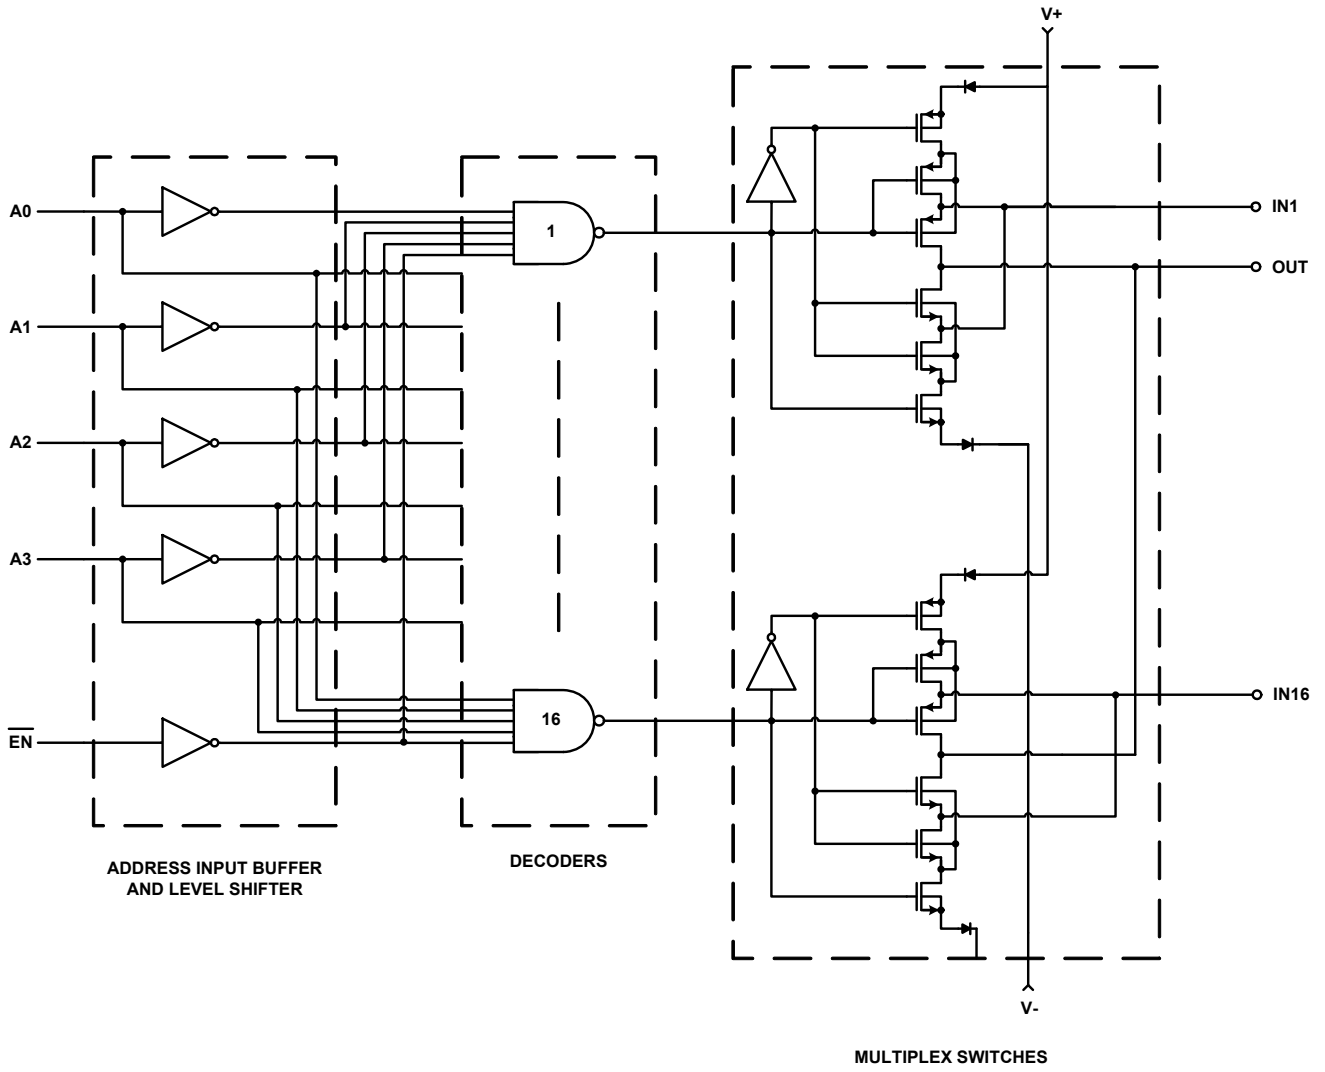 V+
A0
1
IN1
OUT
A1
A2
A3
16
IN16
EN
V-
ADDRESS INPUT BUFFER
AND LEVEL SHIFTER
DECODERS
MULTIPLEX SWITCHES